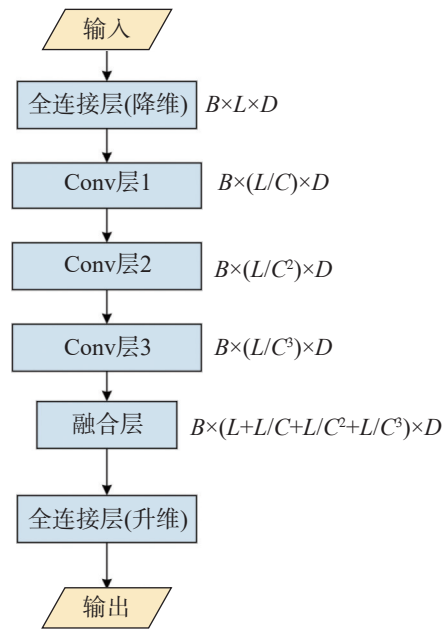 输入
全连接层(降维) B×L×D
Conv层1 B×(L/C)×D
Conv层2 B×(L/C²)×D
Conv层3 B×(L/C³)×D
融合层 B×(L+L/C+L/C²+L/C³)×D
全连接层(升维)
输出